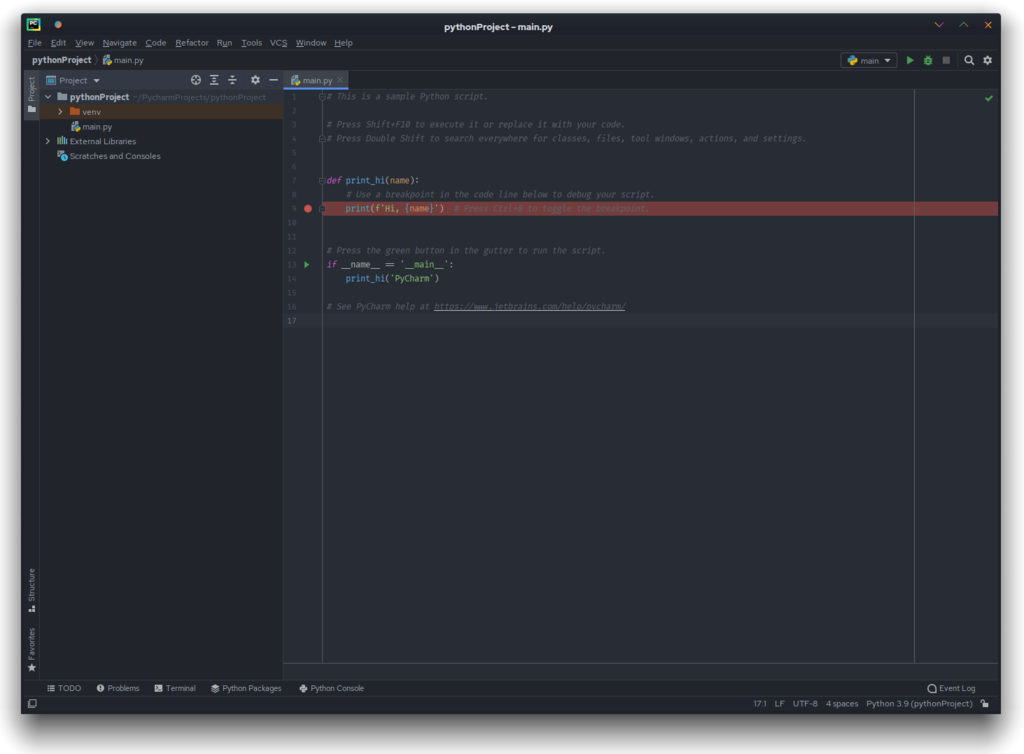 PC
pythonProject – main.py
File Edit View Navigate Code Refactor Run Tools VCS Window Help
pythonProject main.py
main
Project
Project
main.py
pythonProject ~/PycharmProjects/pythonProject
venv
main.py
External Libraries
Scratches and Consoles
1 # This is a sample Python script.
2
3 # Press Shift+F10 to execute it or replace it with your code.
4 # Press Double Shift to search everywhere for classes, files, tool windows, actions, and settings.
5
6
7 def print_hi(name):
8 # Use a breakpoint in the code line below to debug your script.
9 print(f'Hi, {name}') # Press Ctrl+8 to toggle the breakpoint.
10
11
12 # Press the green button in the gutter to run the script.
13 if __name__ == '__main__':
14 print_hi('PyCharm')
15
16 # See PyCharm help at https://www.jetbrains.com/help/pycharm/
17
Structure
Favorites
TODO Problems Terminal Python Packages Python Console Event Log
17:1 LF UTF-8 4 spaces Python 3.9 (pythonProject)